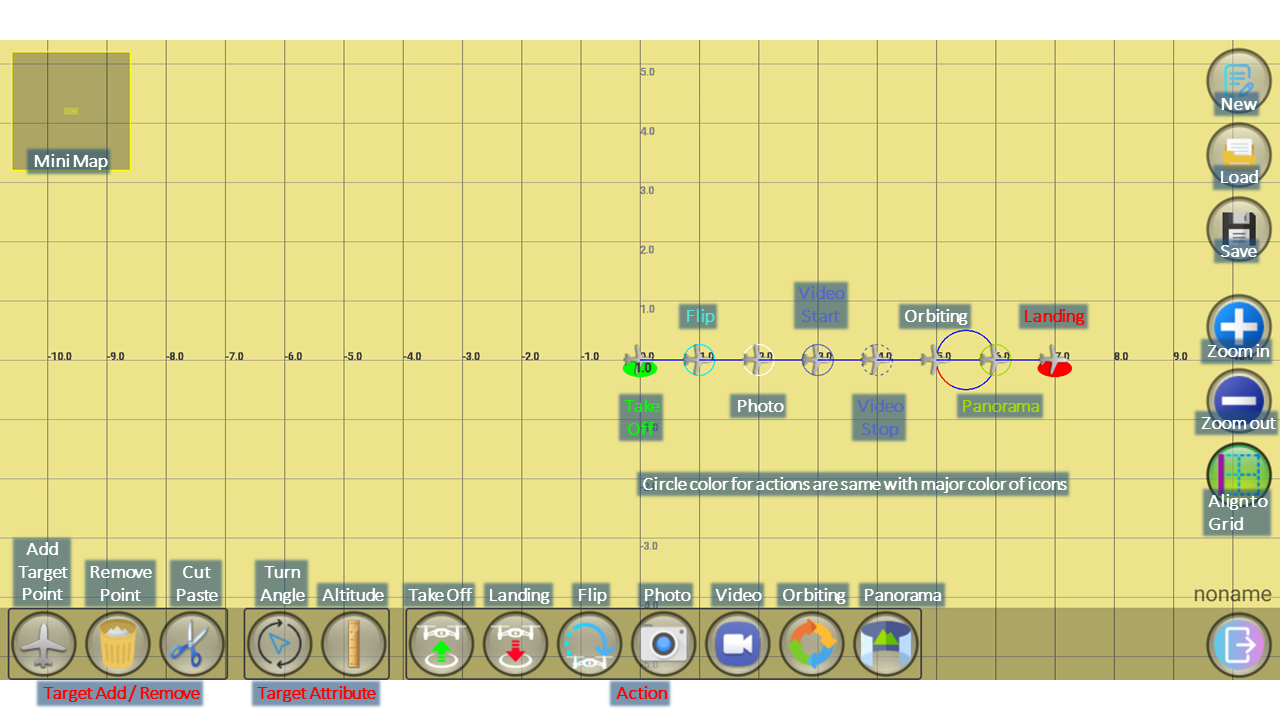 5.0
New
4.0
Mini Map
Load
3.0
2.0
Save
Video
Start
1.0
Flip
Orbiting
Landing
-10.0 -9.0 -8.0 -7.0 -6.0 -5.0 -4.0 -3.0 -2.0 -1.0 0.0 1.0 2.0 3.0 4.0 5.0 6.0 7.0 8.0 9.0
Zoom in
1.0
Take
Off
Photo
Video
Stop
Panorama
-1.0
Zoom out
Circle color for actions are same with major color of icons
Align to
Grid
-3.0
Add
Target
Point
Remove
Point
Cut
Paste
Turn
Angle
Altitude
Take Off
Landing
Flip
Photo
Video
Orbiting
Panorama
noname
-4.0
-5.0
Target Add / Remove
Target Attribute
Action